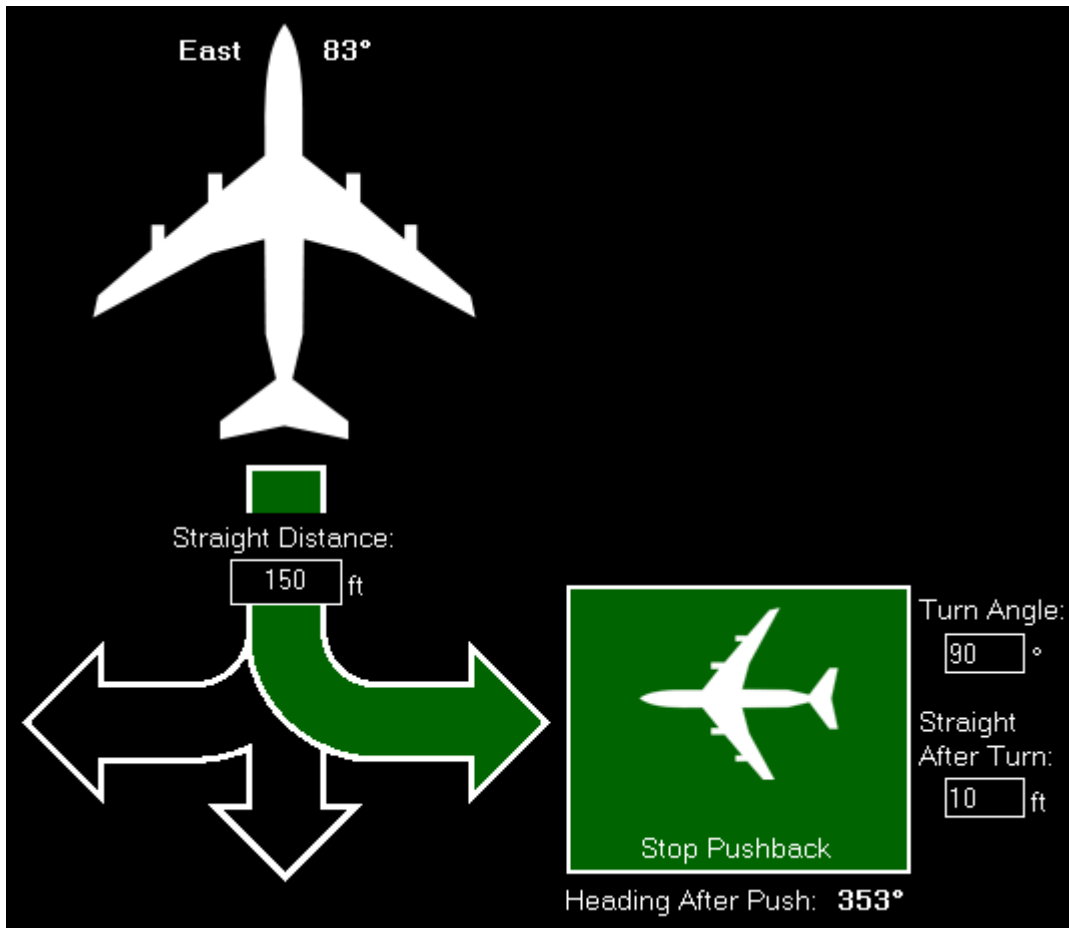 East 83°
Straight Distance:
150 ft
Turn Angle:
90 °
Straight
After Turn:
10 ft
Stop Pushback
Heading After Push: 353°